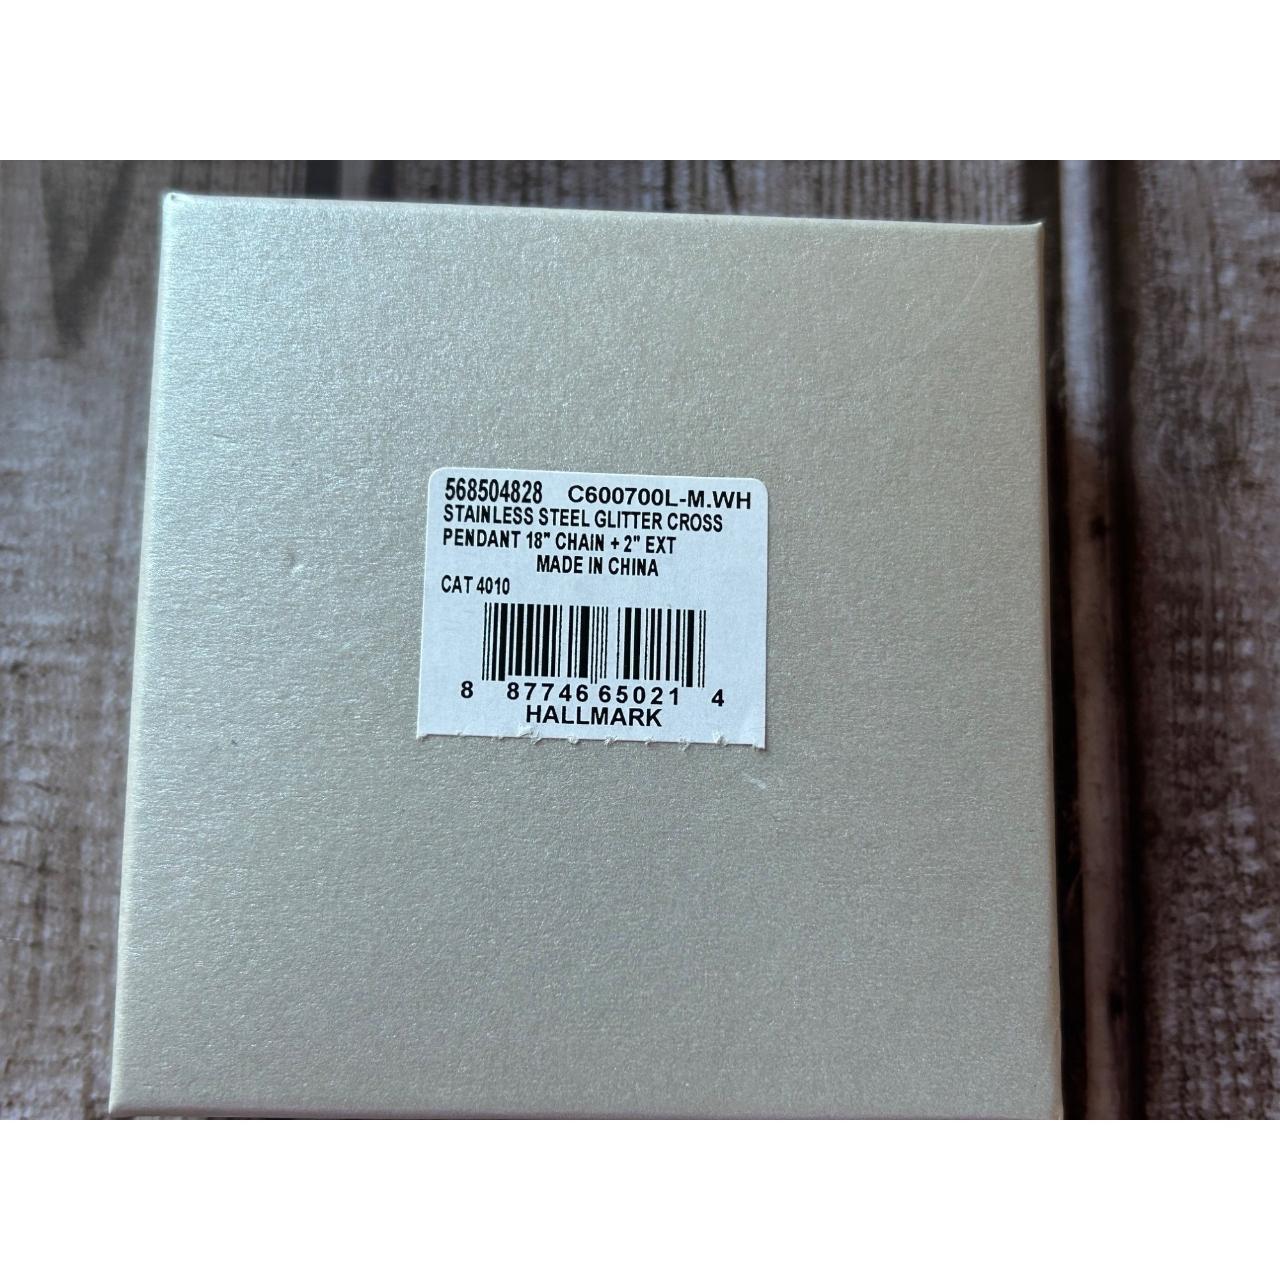 568504828 C600700L-M.WH
STAINLESS STEEL GLITTER CROSS
PENDANT 18" CHAIN + 2" EXT
MADE IN CHINA
CAT 4010
8 87746 65021 4
HALLMARK